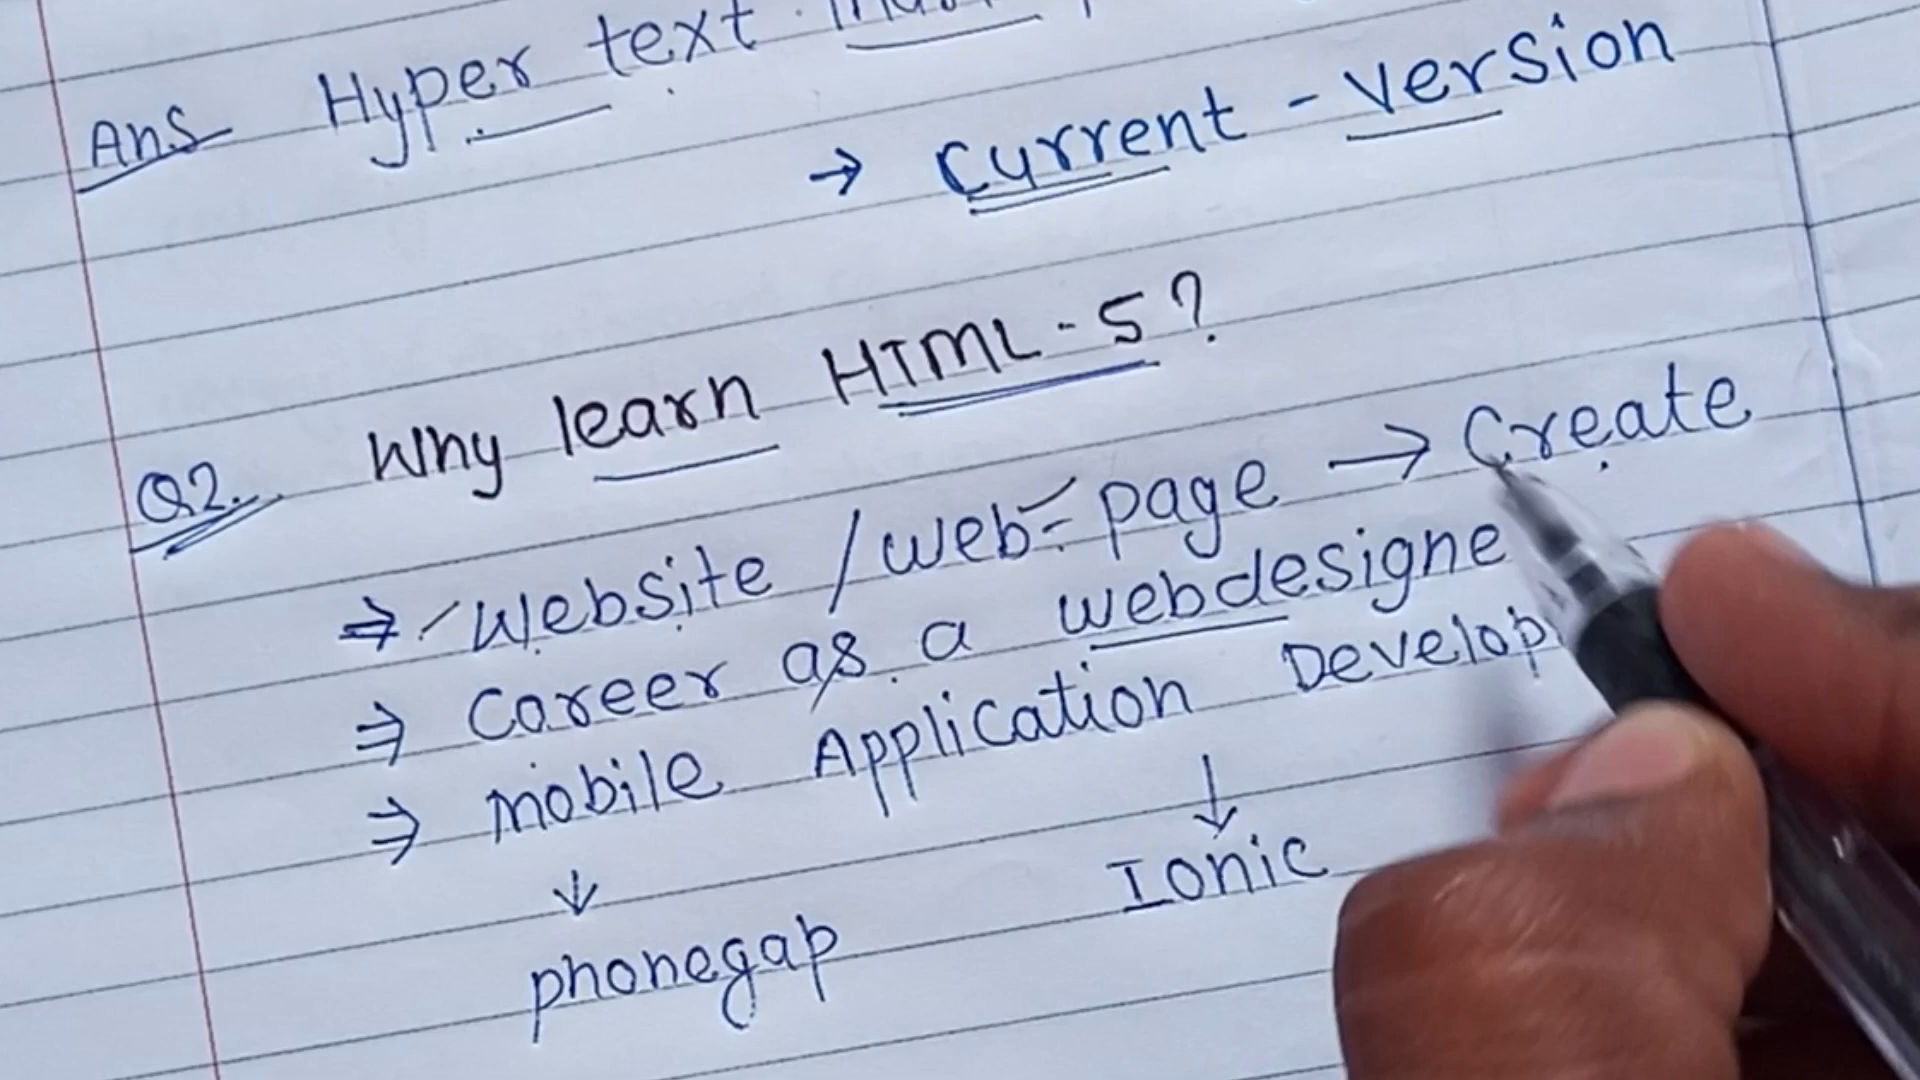 Ans Hyper text
→ Current - Version
Q2. Why learn HTML-5?
⇒ Website / web-page → Create
⇒ Career as a webdesigne
⇒ mobile Application Develop
↓ ↓
phonegap Ionic